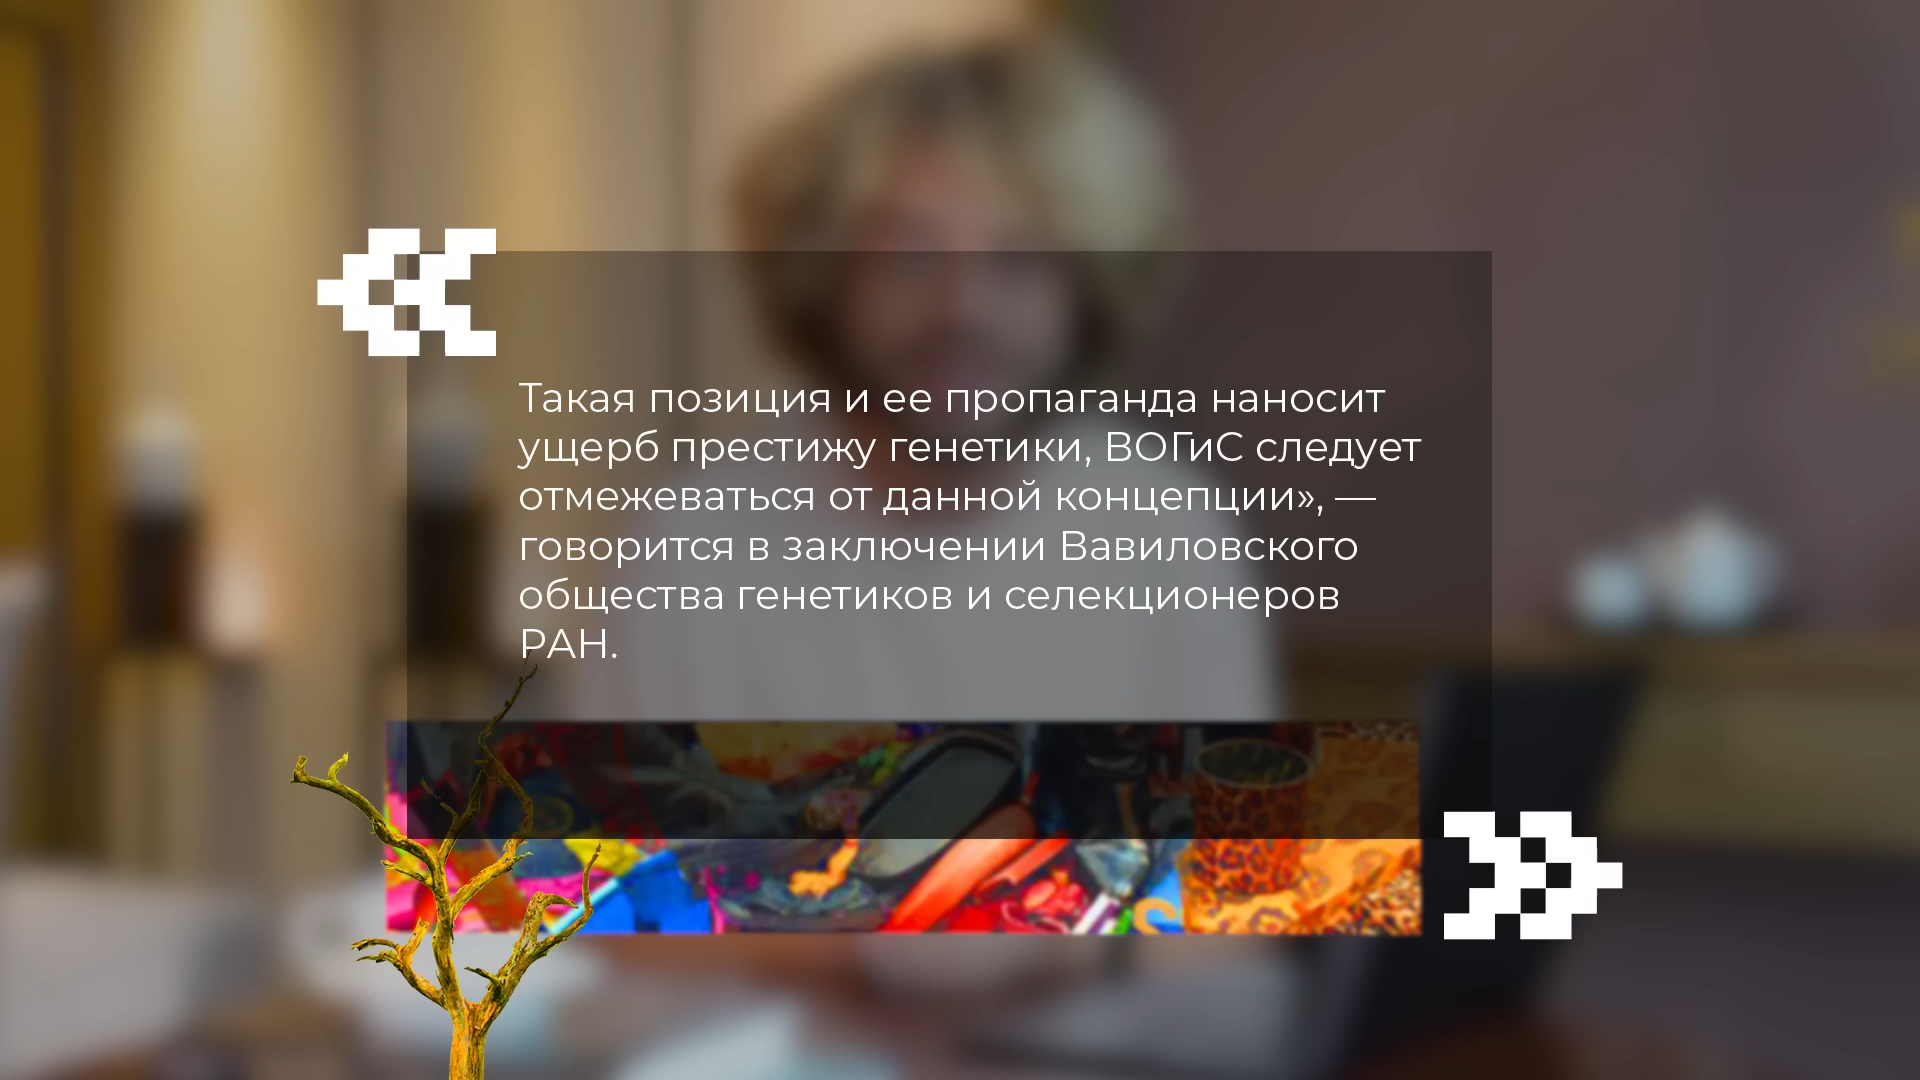 Такая позиция и ее пропаганда наносит
ущерб престижу генетики, ВОГиС следует
отмежеваться от данной концепции», —
говорится в заключении Вавиловского
общества генетиков и селекционеров
РАН.